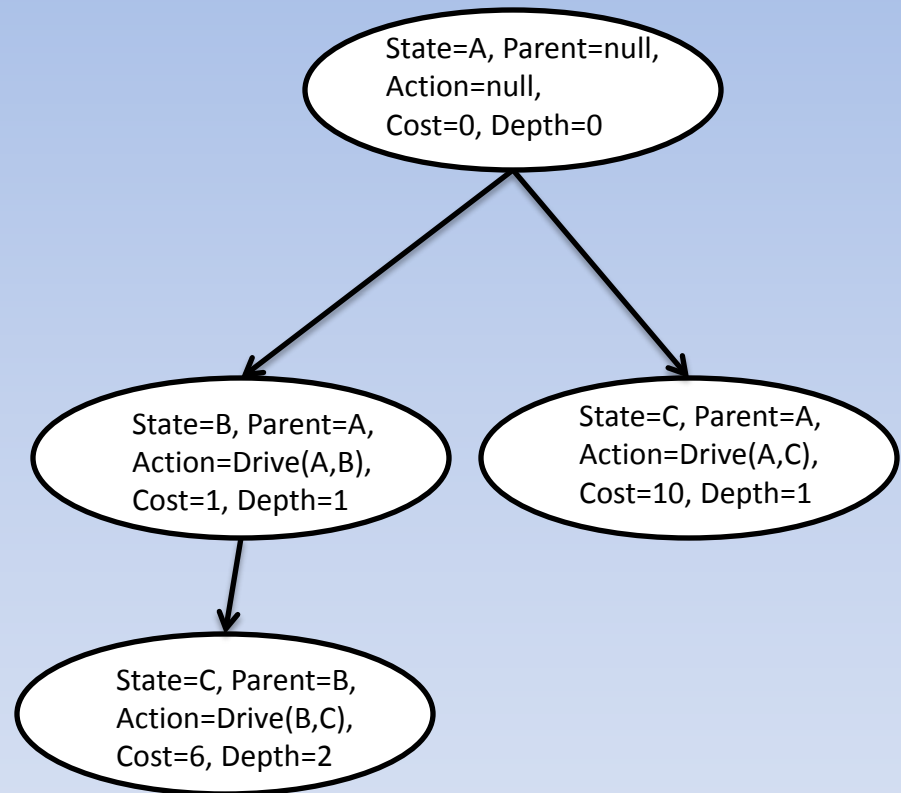 State=A, Parent=null,
Action=null,
Cost=0, Depth=0
State=B, Parent=A,
Action=Drive(A,B),
Cost=1, Depth=1
State=C, Parent=A,
Action=Drive(A,C),
Cost=10, Depth=1
State=C, Parent=B,
Action=Drive(B,C),
Cost=6, Depth=2